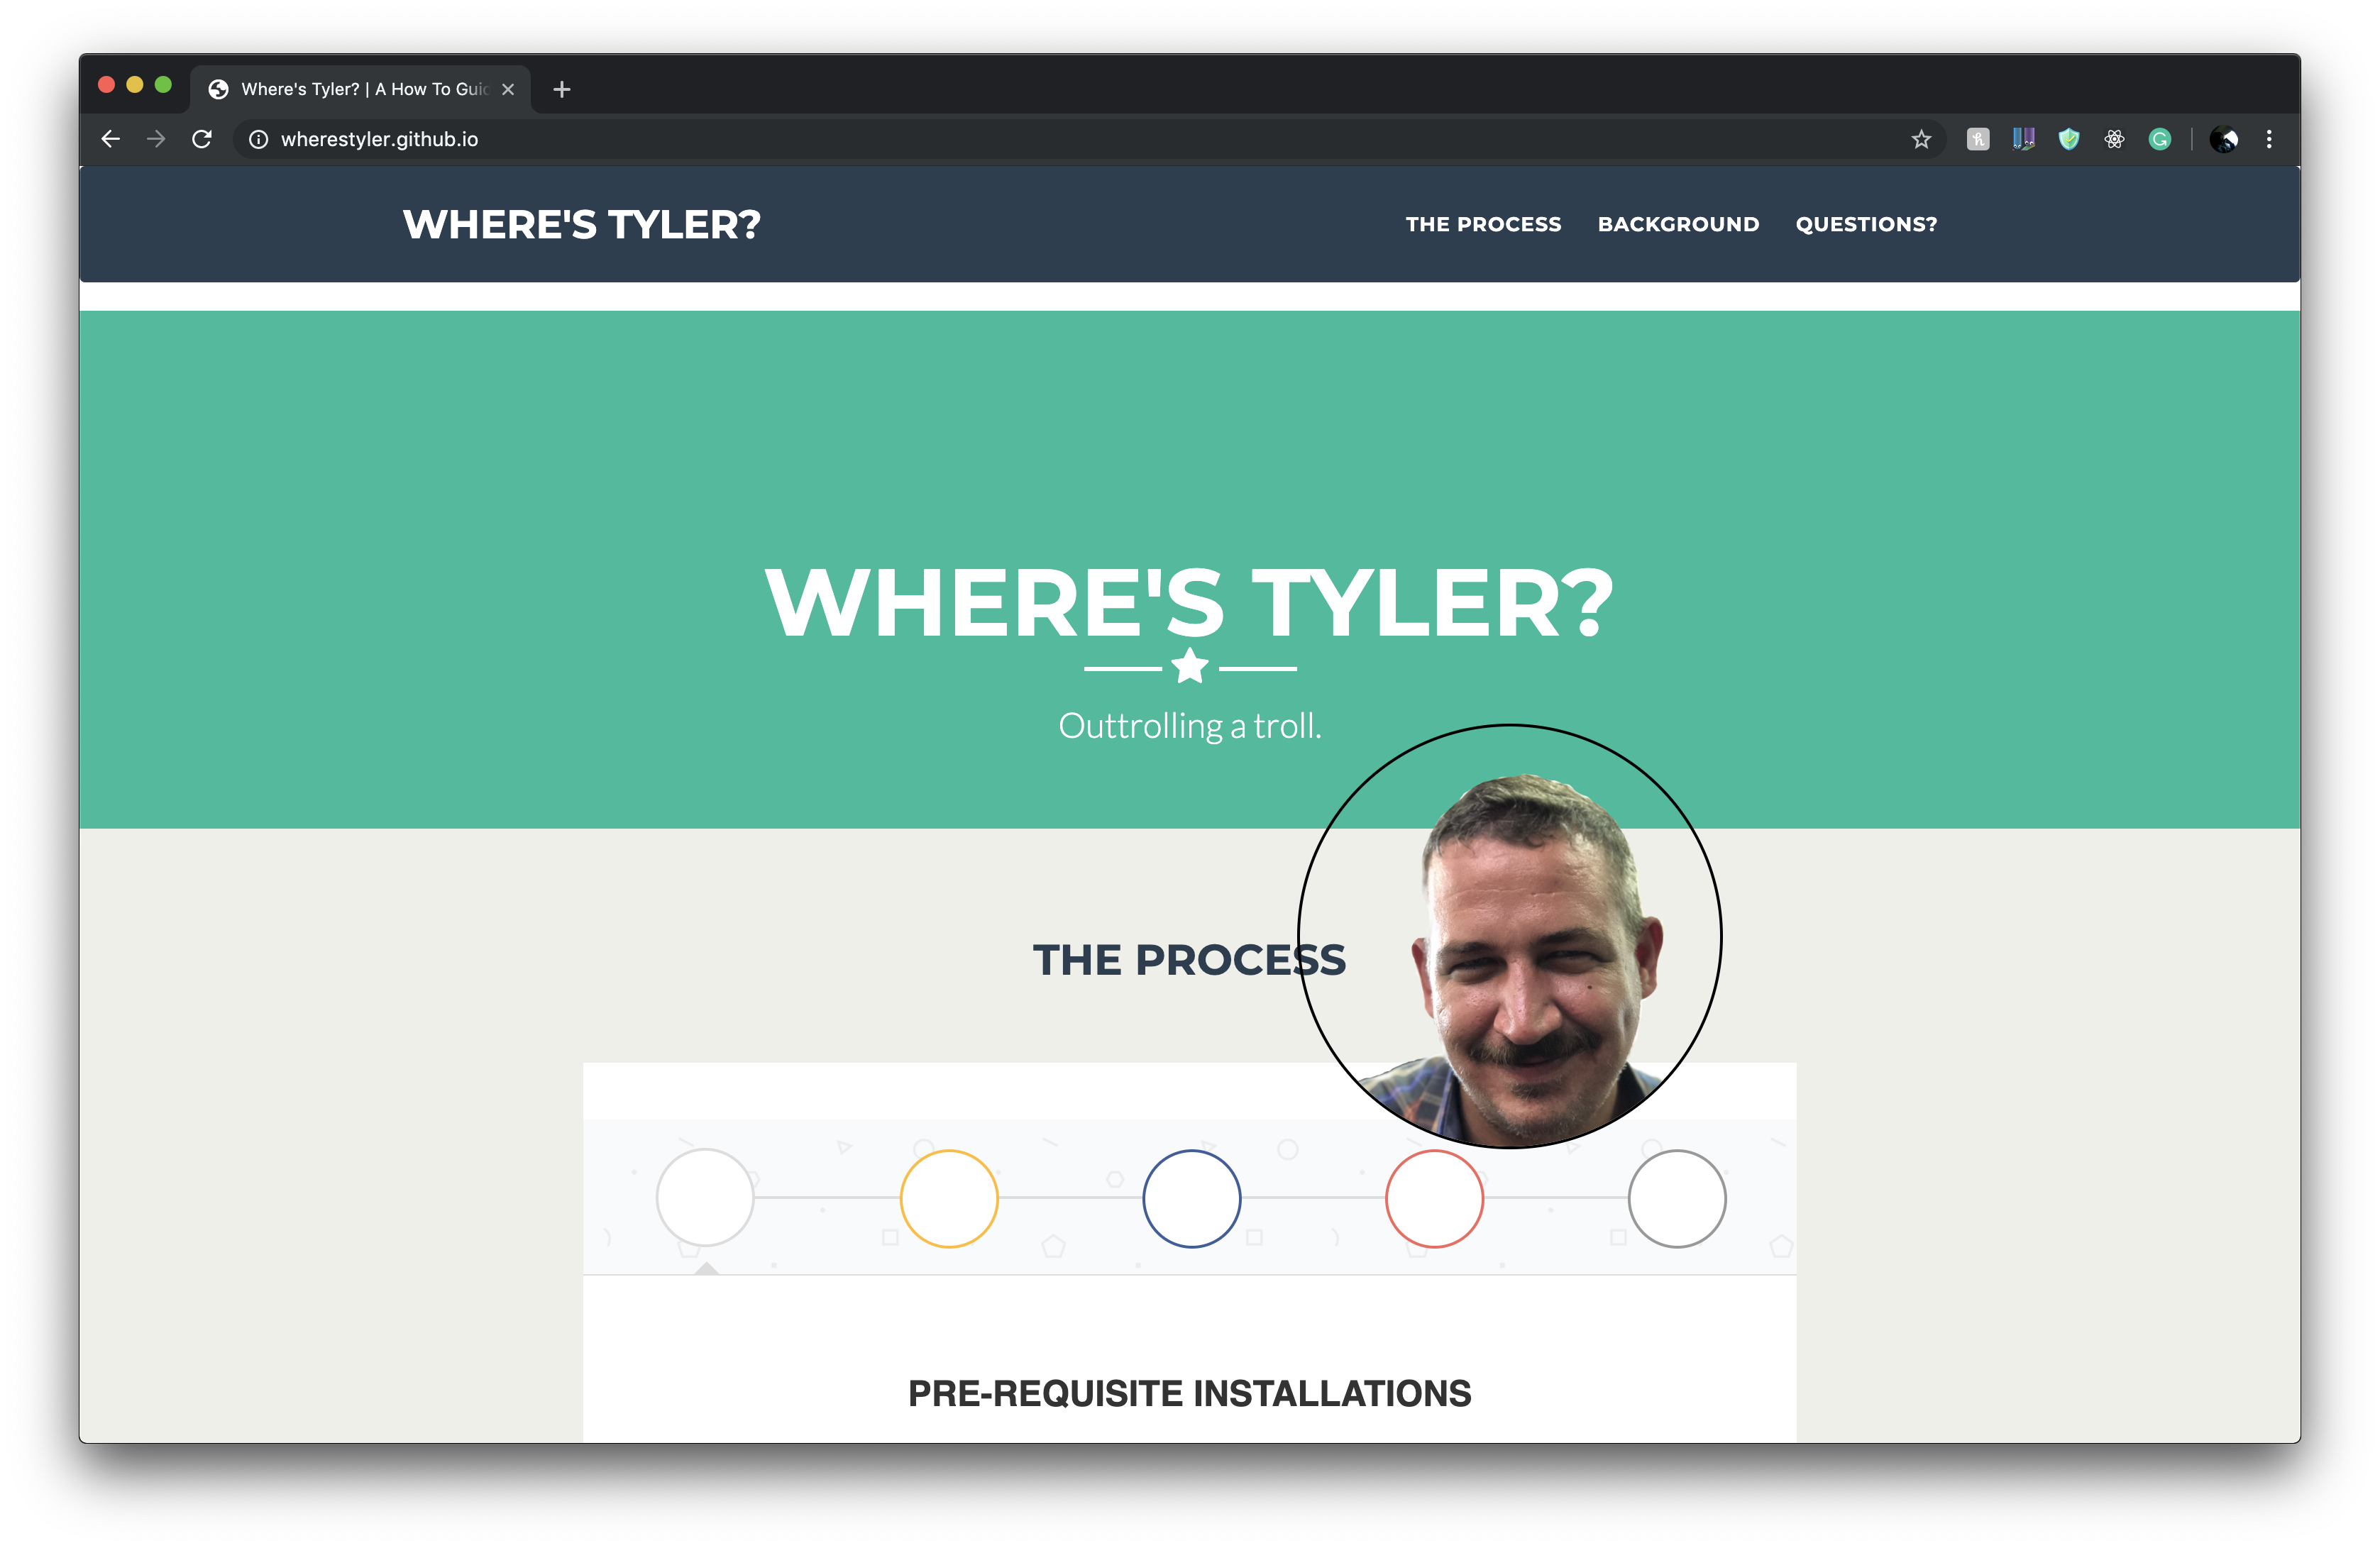 Where's Tyler? | A How To Gui
wherestyler.github.io
WHERE'S TYLER?
THE PROCESS BACKGROUND QUESTIONS?
WHERE'S TYLER?
Outtrolling a troll.
THE PROCESS
PRE-REQUISITE INSTALLATIONS